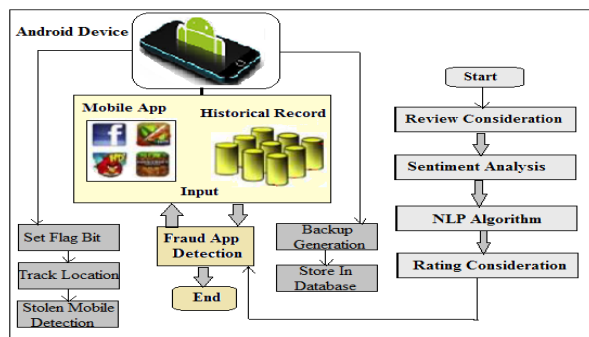 Android Device
Mobile App
Historical Record
Input
Set Flag Bit
Track Location
Stolen Mobile
Detection
Fraud App
Detection
End
Backup
Generation
Store In
Database
Start
Review Consideration
Sentiment Analysis
NLP Algorithm
Rating Consideration